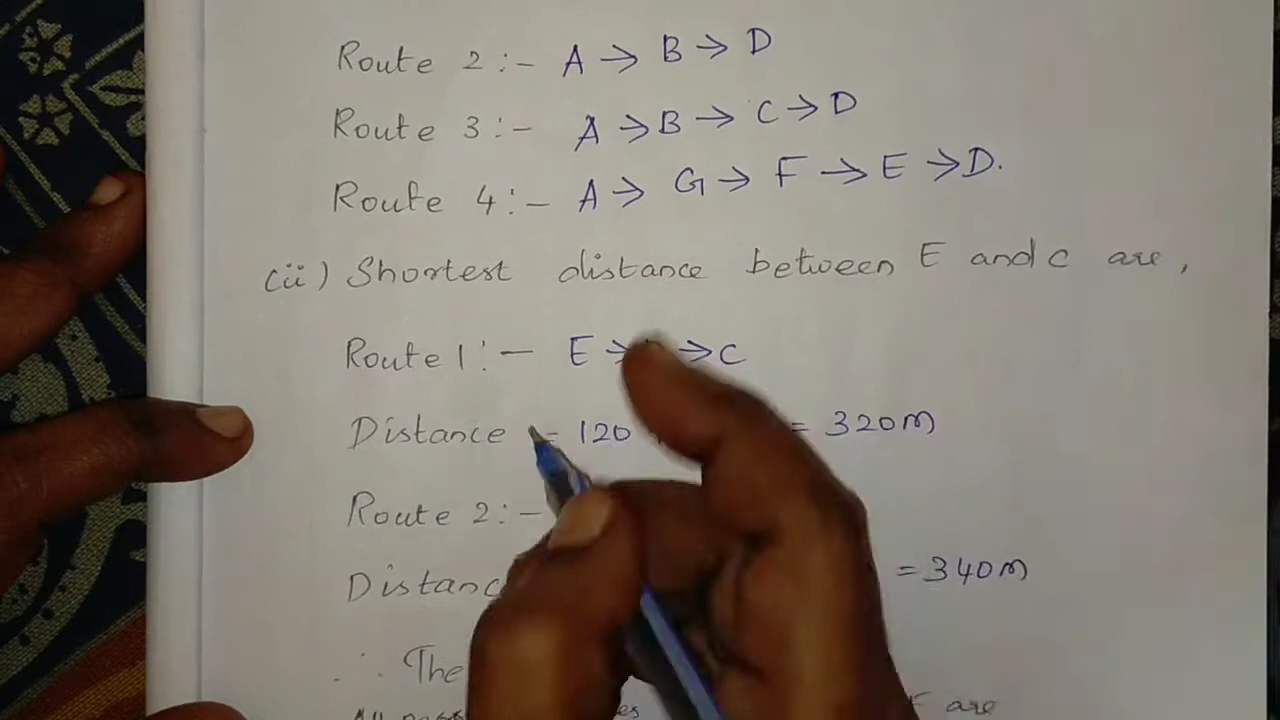 Route 2:- A → B → D
Route 3:- A → B → C → D
Route 4:- A → G → F → E → D.
(ii) Shortest distance between E and c are,
Route 1:- E → → C
Distance = 120 = 320m
Route 2:-
= 340m
∴ The
are